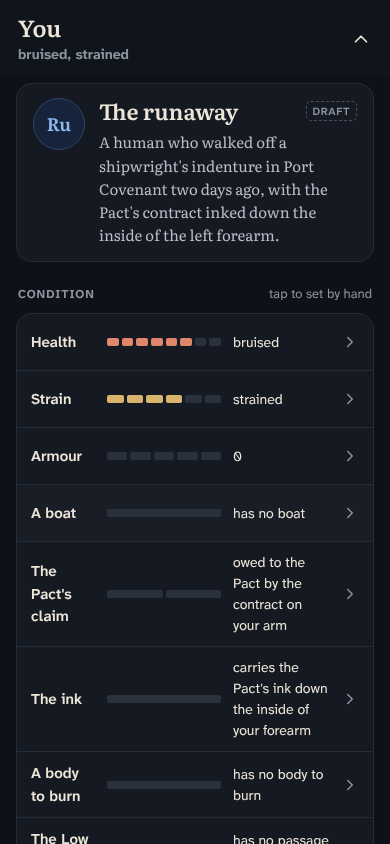 You
bruised, strained
Ru
The runaway
DRAFT
A human who walked off a
shipwright's indenture in Port
Covenant two days ago, with the
Pact's contract inked down the
inside of the left forearm.
CONDITION
tap to set by hand
Health
bruised
Strain
strained
Armour
0
A boat
has no boat
The
Pact's
claim
owed to the
Pact by the
contract on
your arm
The ink
carries the
Pact's ink down
the inside of
your forearm
A body
to burn
has no body to
burn
The Low
has no passage